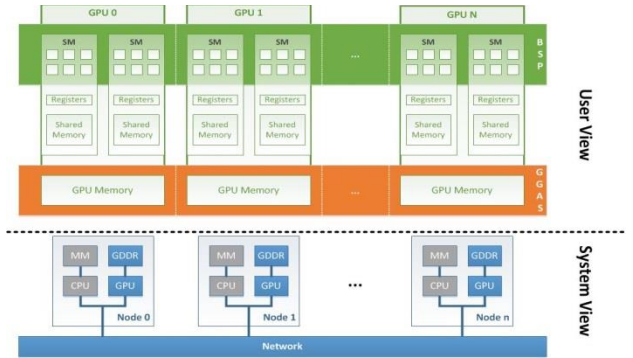 GPU 0
GPU 1
GPU N
SM SM SM SM ... SM SM
BSP
Registers Registers Registers Registers Registers Registers
Shared Memory Shared Memory Shared Memory Shared Memory Shared Memory Shared Memory
User View
GPU Memory GPU Memory ... GPU Memory
GGAS
System View
MM GDDR MM GDDR MM GDDR
...
CPU GPU CPU GPU CPU GPU
Node 0 Node 1 Node n
Network